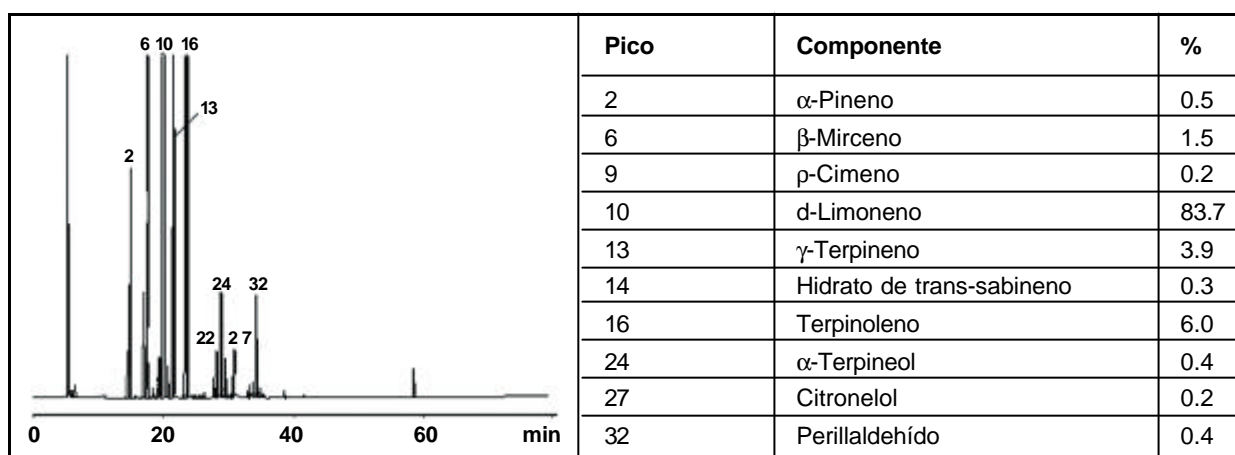 6 10 16
13
2
24 32
22 2 7
0 20 40 60 min
Pico Componente %
2 α-Pineno 0.5
6 β-Mirceno 1.5
9 ρ-Cimeno 0.2
10 d-Limoneno 83.7
13 γ-Terpineno 3.9
14 Hidrato de trans-sabineno 0.3
16 Terpinoleno 6.0
24 α-Terpineol 0.4
27 Citronelol 0.2
32 Perillaldehído 0.4